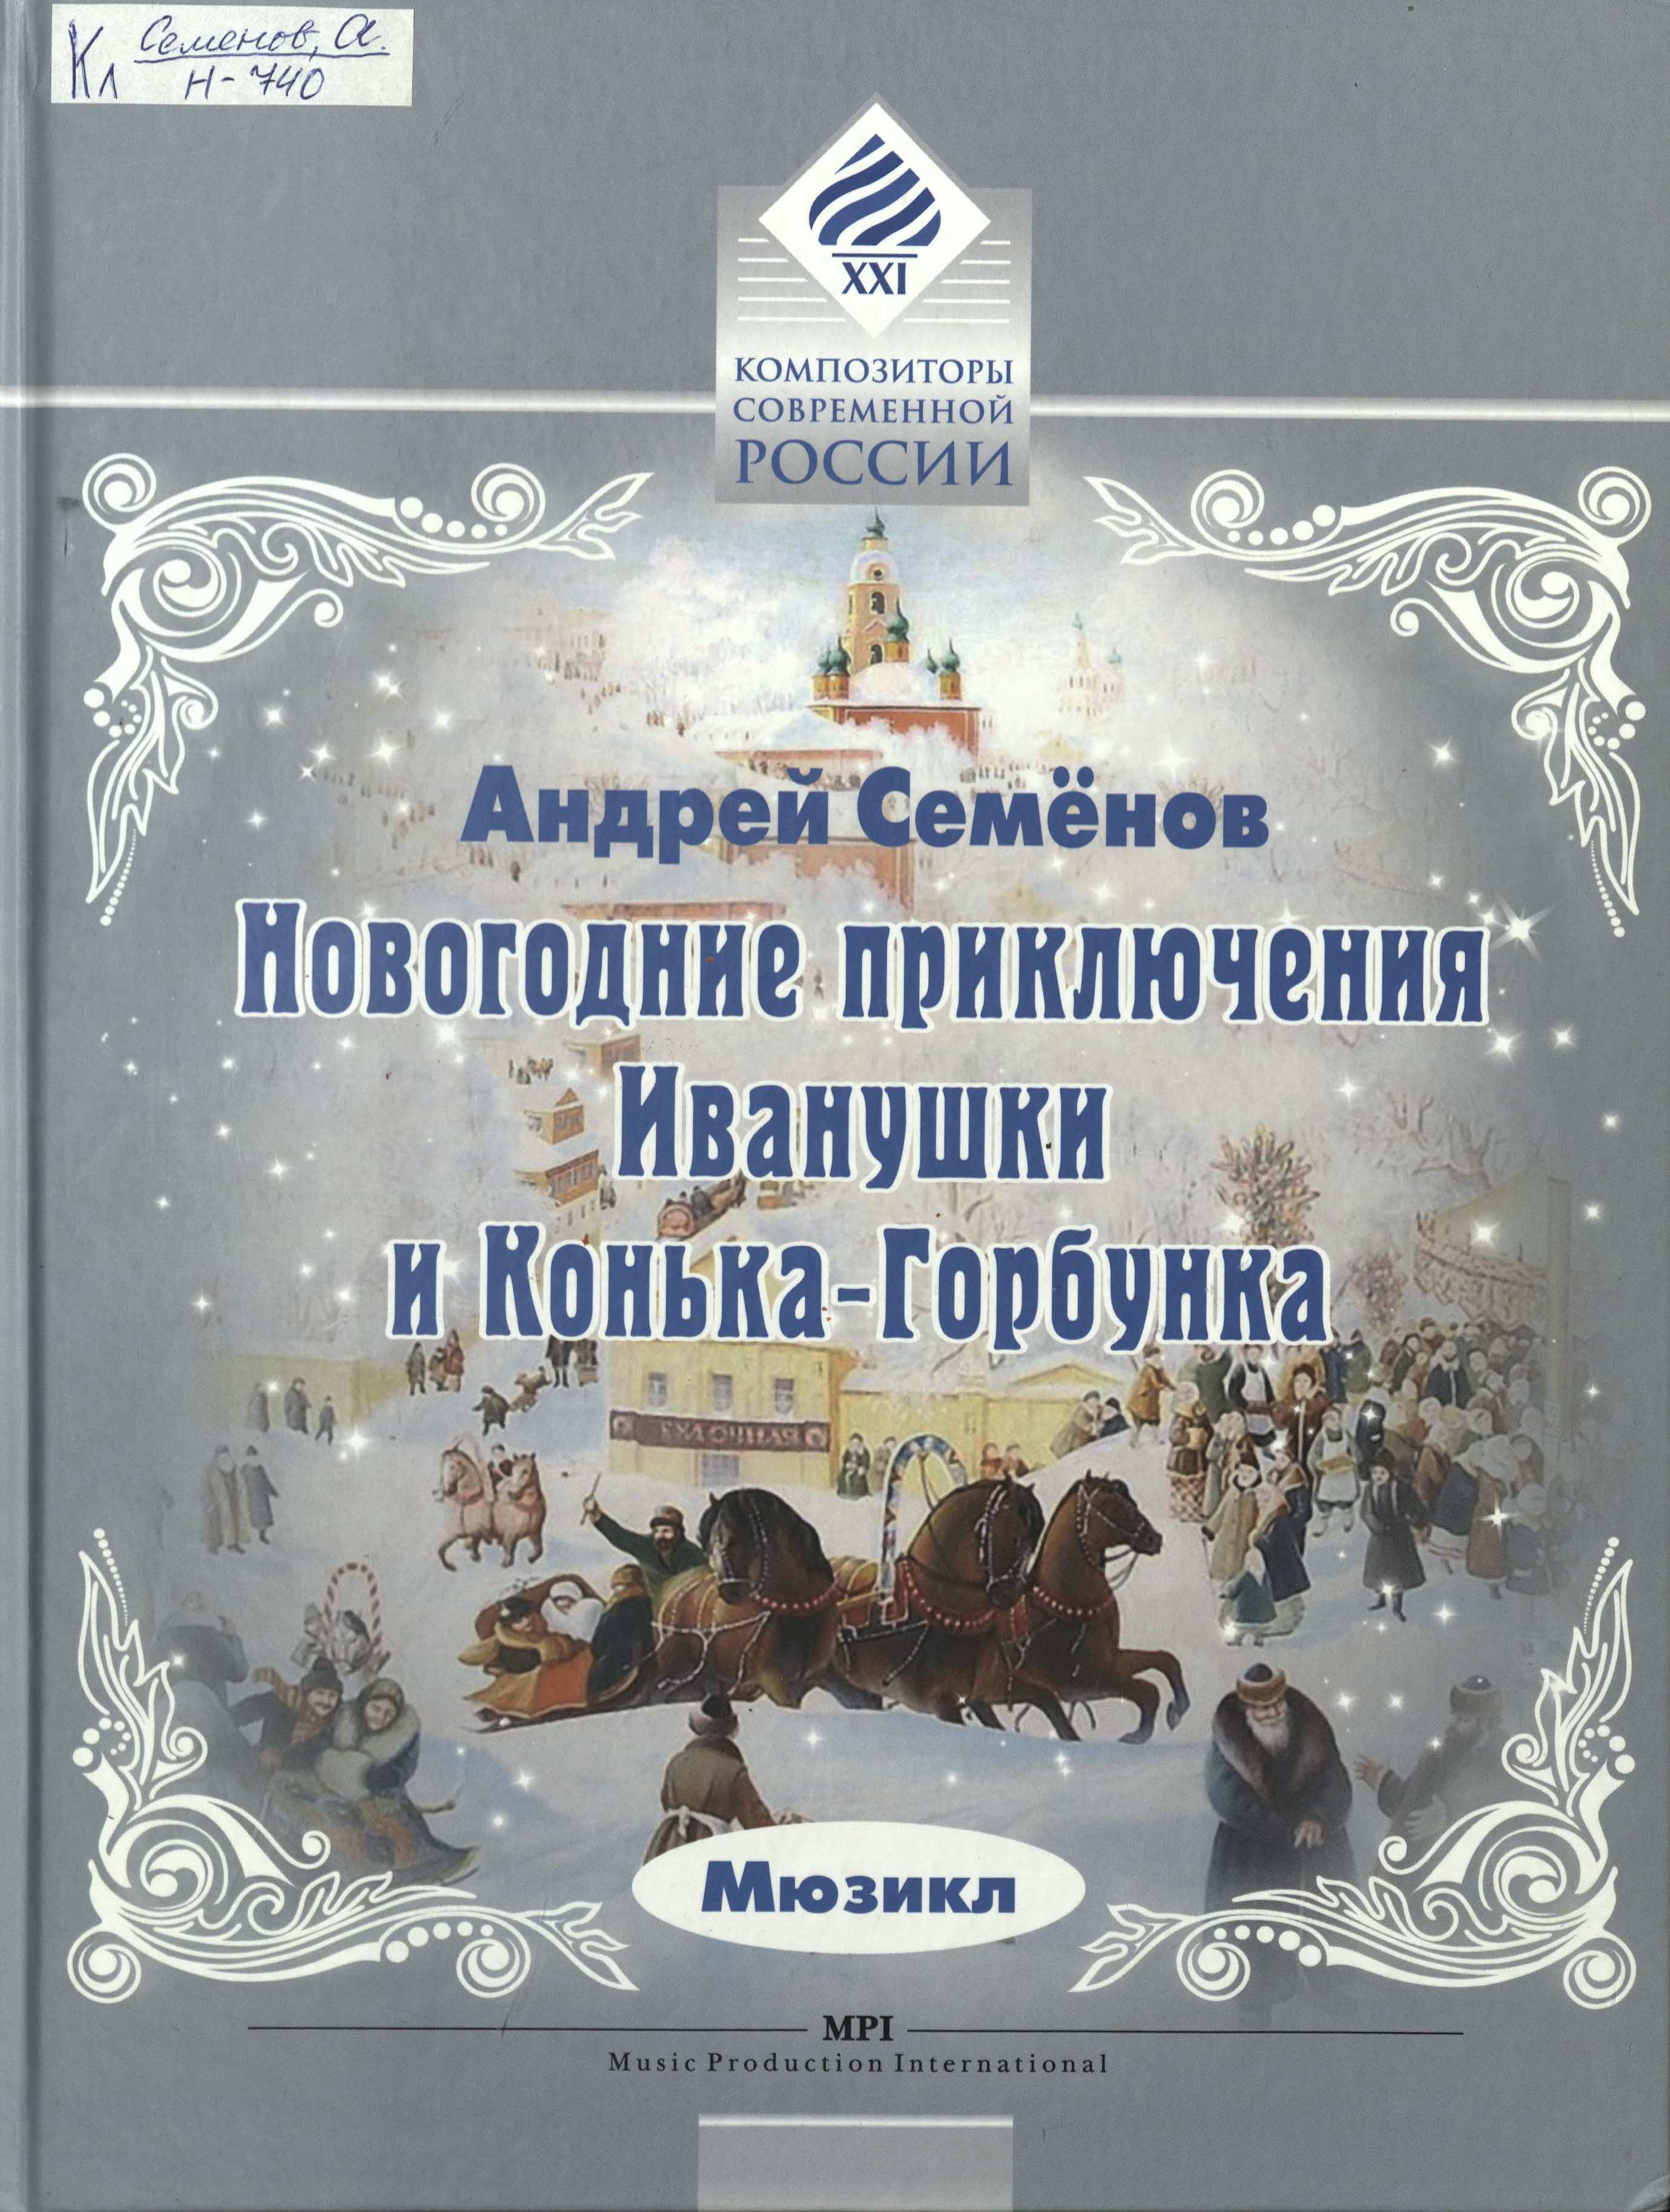 Кл Семенов, А.
Н-740
XXI
КОМПОЗИТОРЫ
СОВРЕМЕННОЙ
РОССИИ
Андрей Семёнов
Новогодние приключения
Иванушки
и Конька-Горбунка
БУЛОЧНАЯ
Мюзикл
MPI
Music Production International